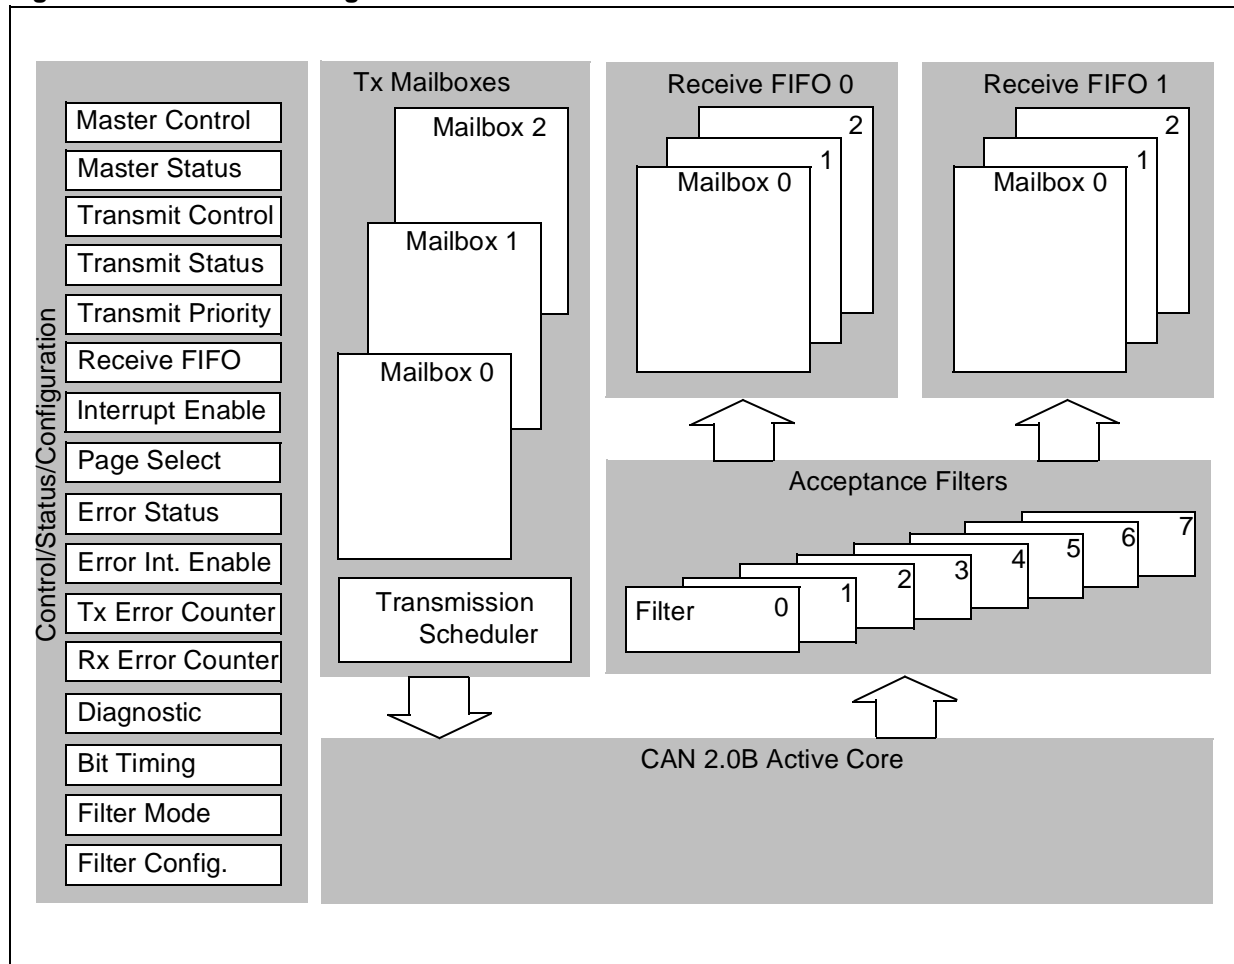 Control/Status/Configuration
Master Control
Master Status
Transmit Control
Transmit Status
Transmit Priority
Receive FIFO
Interrupt Enable
Page Select
Error Status
Error Int. Enable
Tx Error Counter
Rx Error Counter
Diagnostic
Bit Timing
Filter Mode
Filter Config.
Tx Mailboxes
Mailbox 2
Mailbox 1
Mailbox 0
Transmission
Scheduler
Receive FIFO 0
2
1
Mailbox 0
Receive FIFO 1
2
1
Mailbox 0
Acceptance Filters
Filter 0
1
2
3
4
5
6
7
CAN 2.0B Active Core